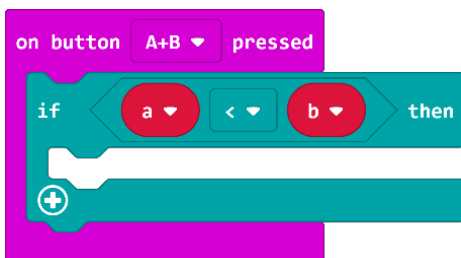 on button A+B pressed
if a < b then